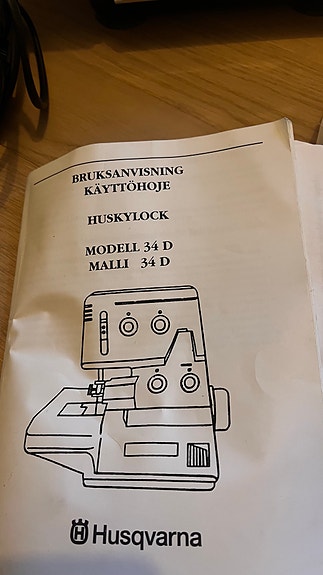 BRUKSANVISNING
KÄYTTÖHOJE
HUSKYLOCK
MODELL 34 D
MALLI 34 D
Husqvarna